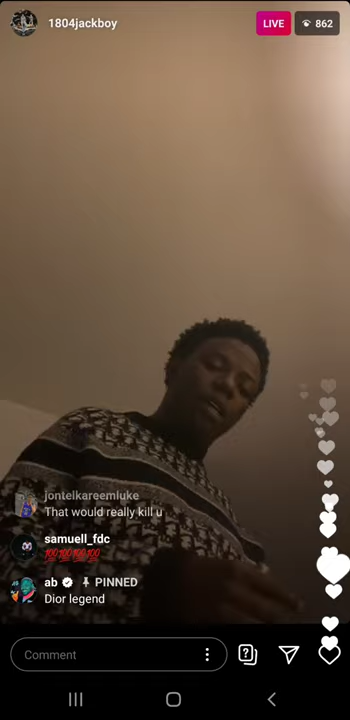 1804jackboy
LIVE
862
jontelkareemluke
That would really kill u
samuell_fdc
💯💯💯💯
ab PINNED
Dior legend
Comment